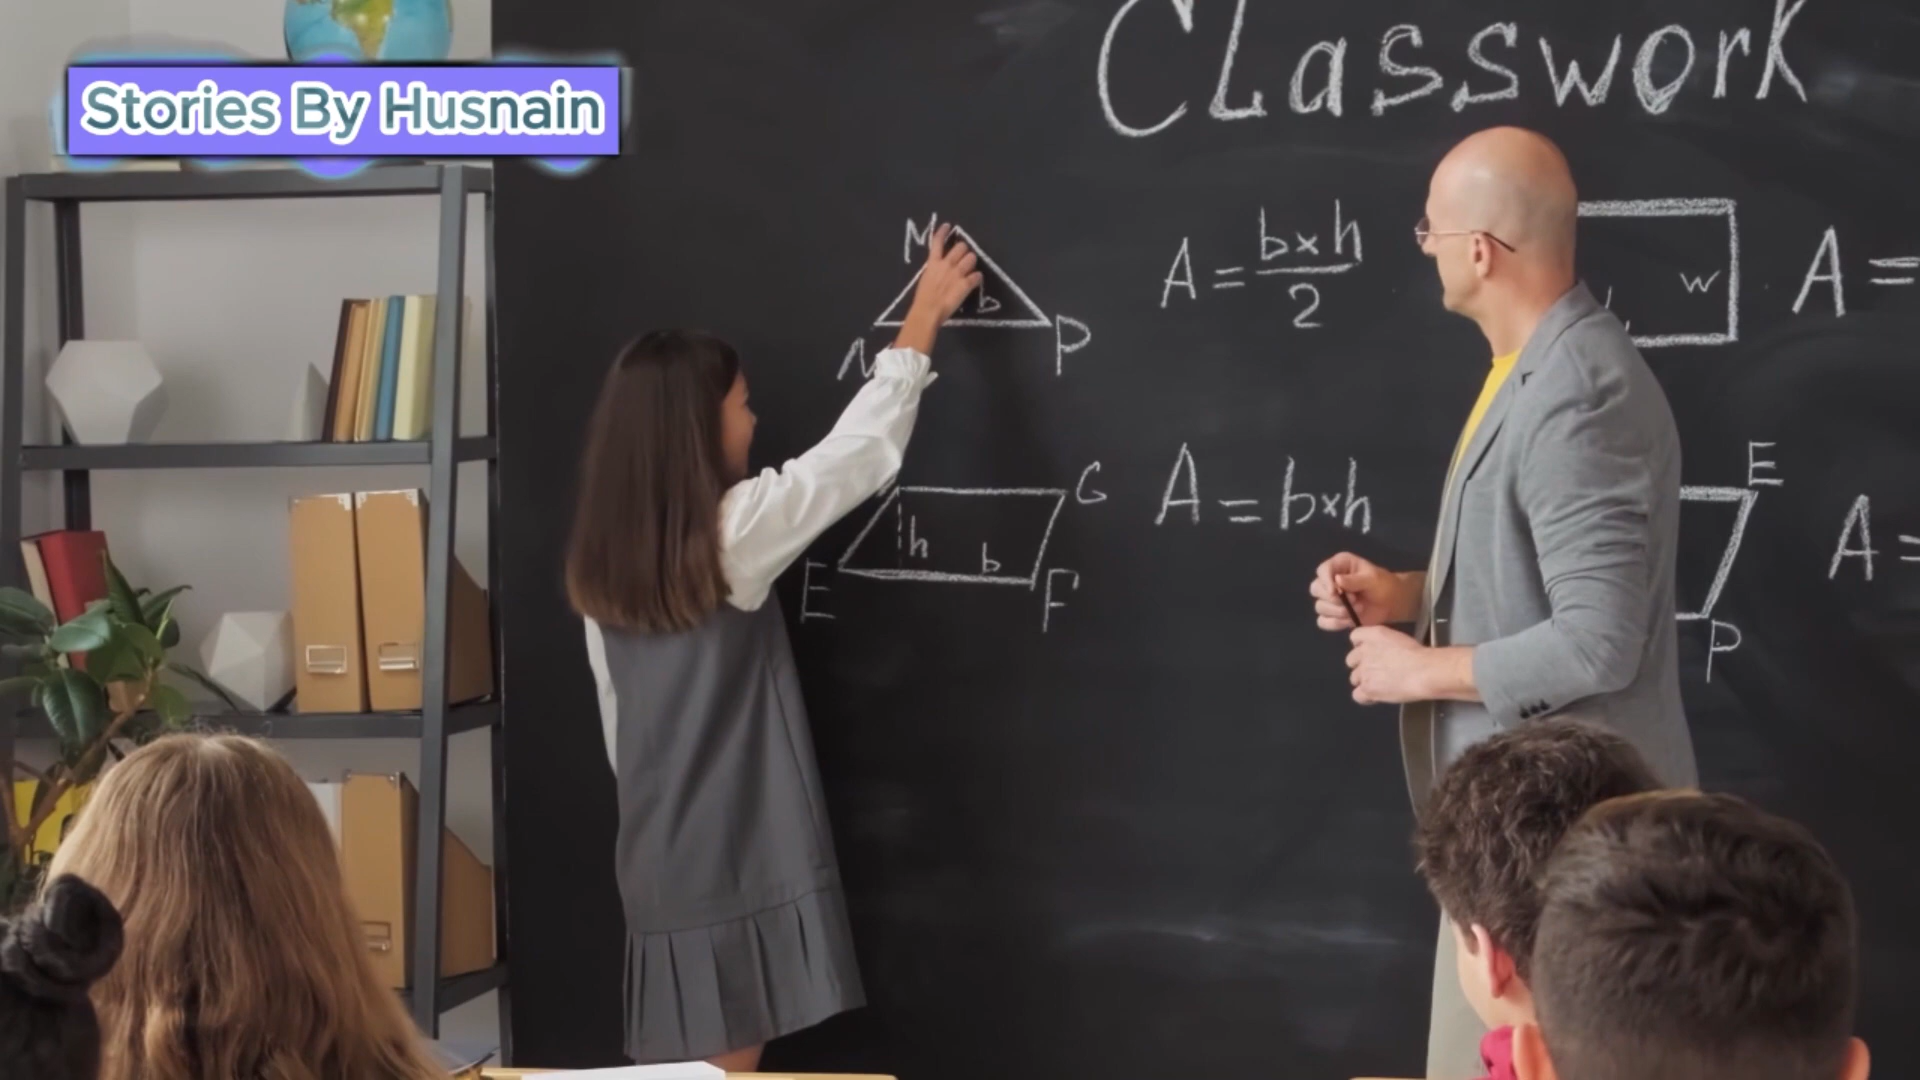 Stories By Husnain
Classwork
M
b
N
P
A = b×h
2
w
A =
G
h
b
E
F
A = b×h
E
P
A =